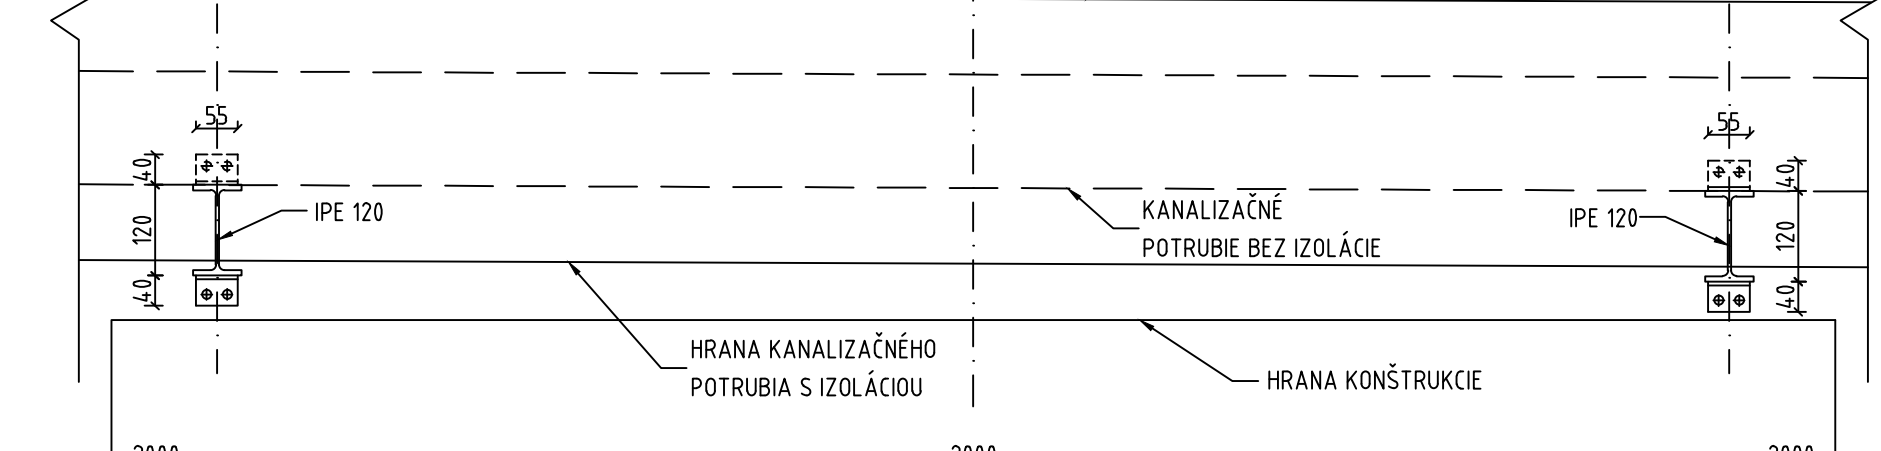 55
55
40
40
120
IPE 120
KANALIZAČNÉ
POTRUBIE BEZ IZOLÁCIE
IPE 120
120
40
40
HRANA KANALIZAČNÉHO
POTRUBIA S IZOLÁCIOU
HRANA KONŠTRUKCIE